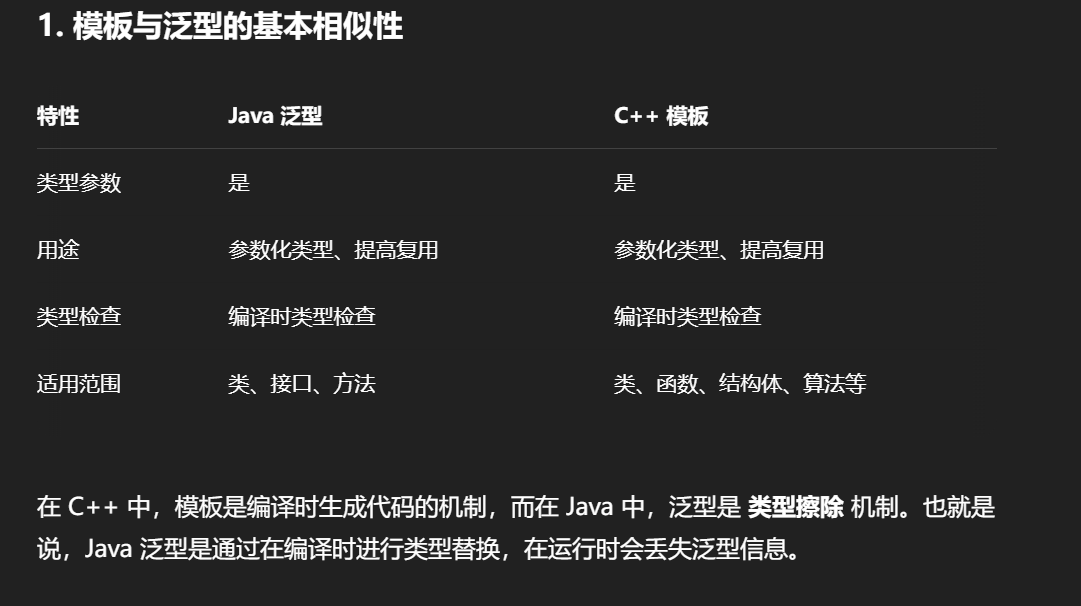 1. 模板与泛型的基本相似性
特性 Java 泛型 C++ 模板
类型参数 是 是
用途 参数化类型、提高复用 参数化类型、提高复用
类型检查 编译时类型检查 编译时类型检查
适用范围 类、接口、方法 类、函数、结构体、算法等
在 C++ 中，模板是编译时生成代码的机制，而在 Java 中，泛型是 类型擦除 机制。也就是
说，Java 泛型是通过在编译时进行类型替换，在运行时会丢失泛型信息。